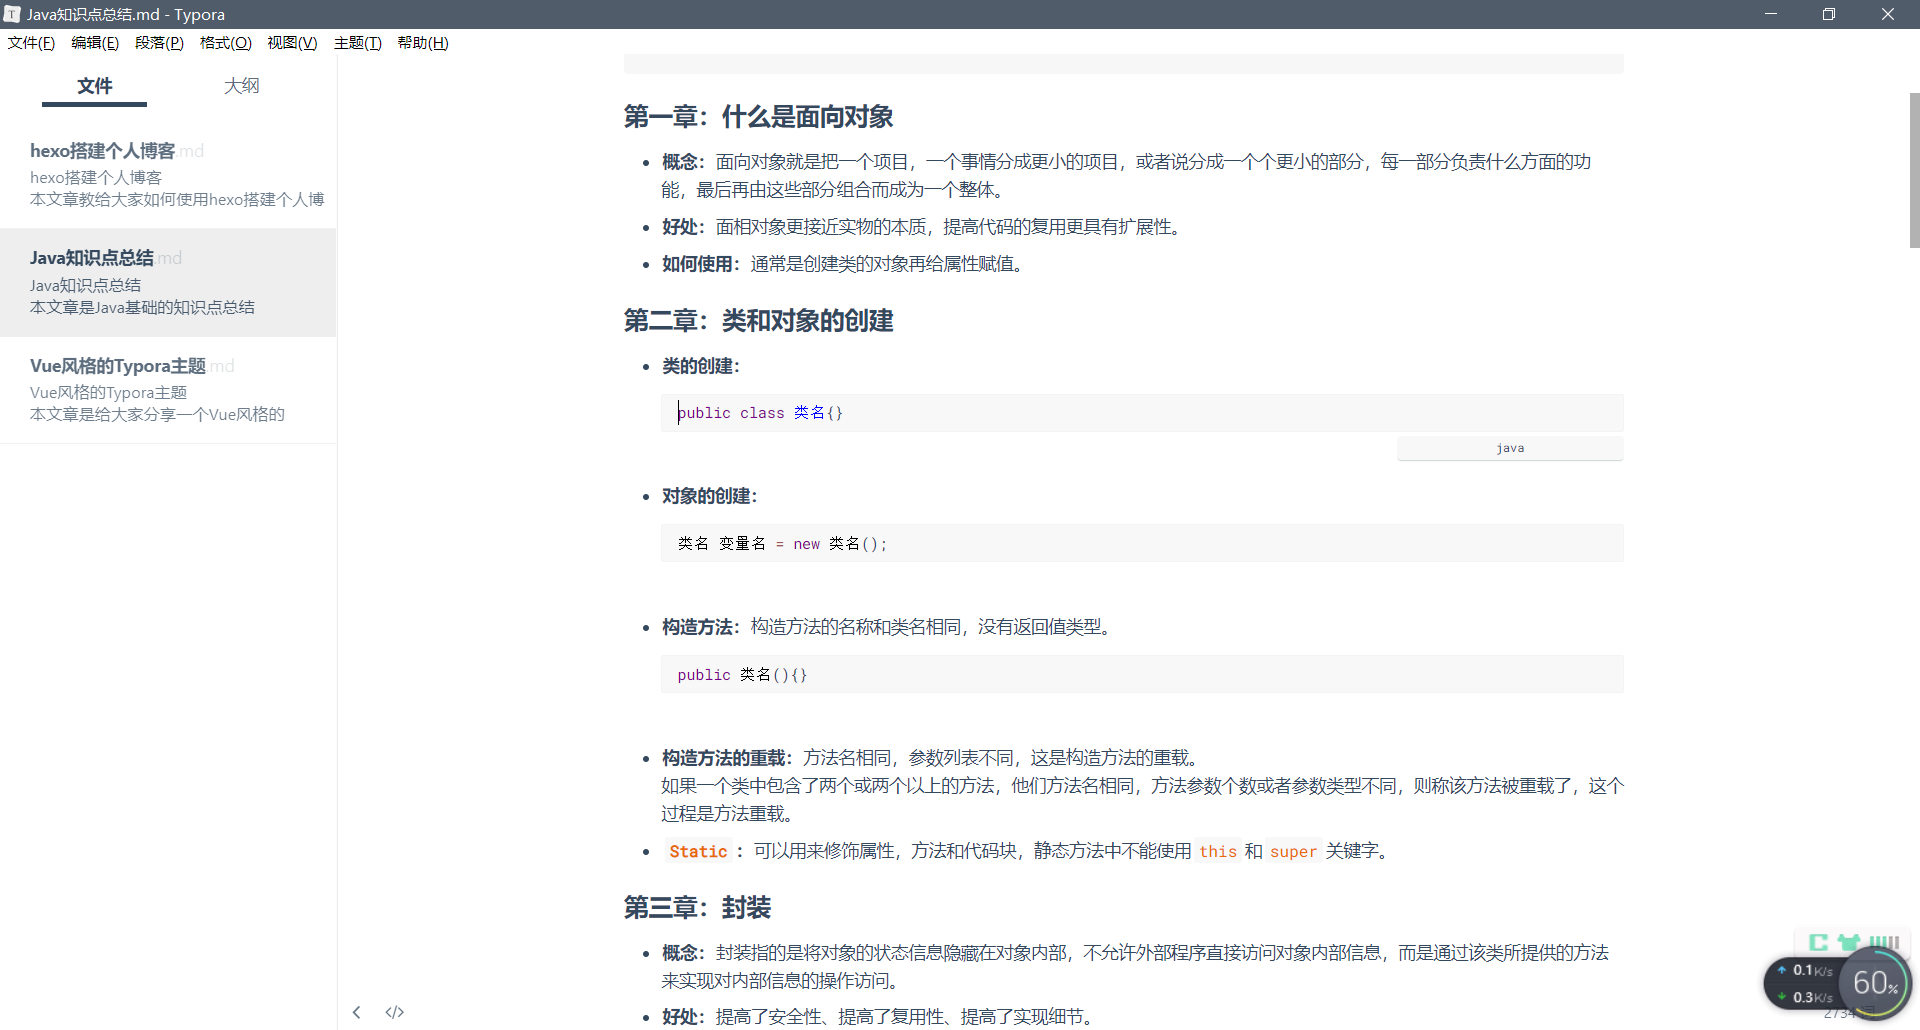 Java知识点总结.md - Typora
文件(F) 编辑(E) 段落(P) 格式(O) 视图(V) 主题(T) 帮助(H)
文件 大纲
hexo搭建个人博客.md
hexo搭建个人博客
本文章教给大家如何使用hexo搭建个人博
Java知识点总结.md
Java知识点总结
本文章是Java基础的知识点总结
Vue风格的Typora主题.md
Vue风格的Typora主题
本文章是给大家分享一个Vue风格的
第一章：什么是面向对象
概念：面向对象就是把一个项目，一个事情分成更小的项目，或者说分成一个个更小的部分，每一部分负责什么方面的功
能，最后再由这些部分组合而成为一个整体。
好处：面相对象更接近实物的本质，提高代码的复用更具有扩展性。
如何使用：通常是创建类的对象再给属性赋值。
第二章：类和对象的创建
类的创建：
public class 类名{}
java
对象的创建：
类名 变量名 = new 类名();
构造方法：构造方法的名称和类名相同，没有返回值类型。
public 类名(){}
构造方法的重载：方法名相同，参数列表不同，这是构造方法的重载。
如果一个类中包含了两个或两个以上的方法，他们方法名相同，方法参数个数或者参数类型不同，则称该方法被重载了，这个
过程是方法重载。
Static：可以用来修饰属性，方法和代码块，静态方法中不能使用 this 和 super 关键字。
第三章：封装
概念：封装指的是将对象的状态信息隐藏在对象内部，不允许外部程序直接访问对象内部信息，而是通过该类所提供的方法
来实现对内部信息的操作访问。
好处：提高了安全性、提高了复用性、提高了实现细节。
</>
0.1K/s
0.3K/s
60%